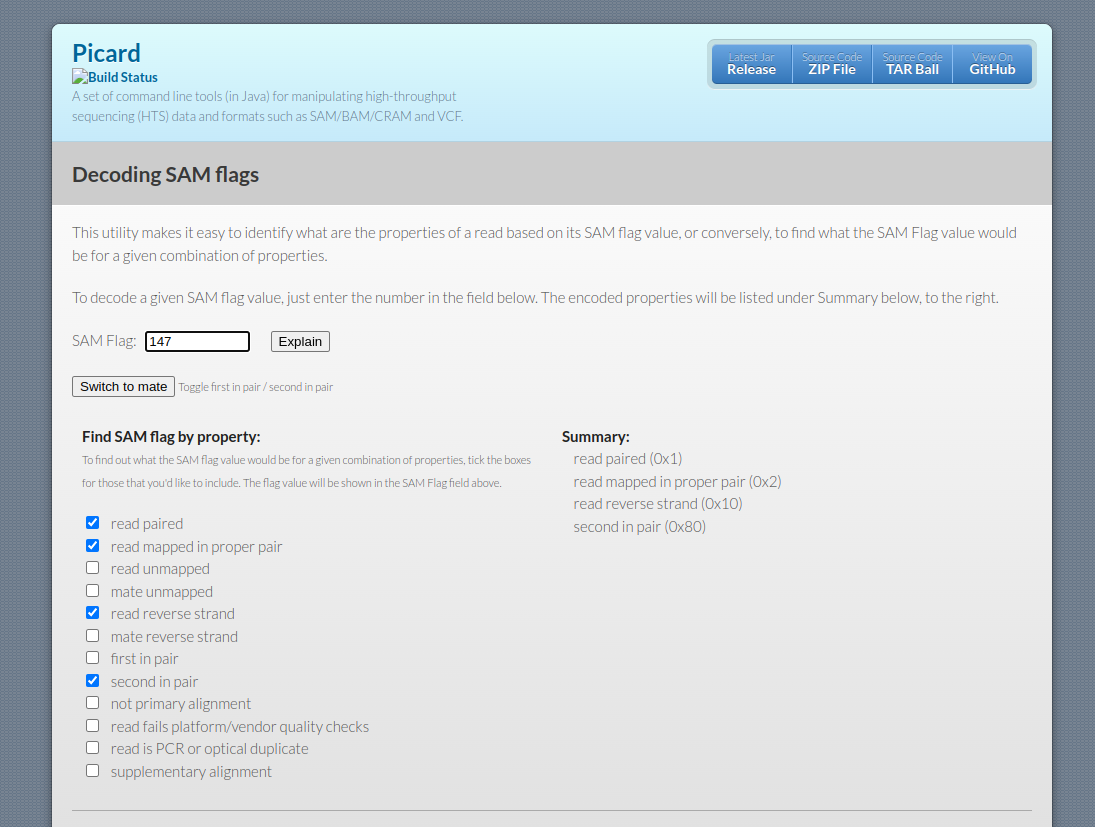 Picard
Build Status
A set of command line tools (in Java) for manipulating high-throughput
sequencing (HTS) data and formats such as SAM/BAM/CRAM and VCF.
Latest Jar
Release
Source Code
ZIP File
Source Code
TAR Ball
View On
GitHub
Decoding SAM flags
This utility makes it easy to identify what are the properties of a read based on its SAM flag value, or conversely, to find what the SAM Flag value would
be for a given combination of properties.
To decode a given SAM flag value, just enter the number in the field below. The encoded properties will be listed under Summary below, to the right.
SAM Flag: 147 Explain
Switch to mate Toggle first in pair / second in pair
Find SAM flag by property:
To find out what the SAM flag value would be for a given combination of properties, tick the boxes
for those that you'd like to include. The flag value will be shown in the SAM Flag field above.
read paired
read mapped in proper pair
read unmapped
mate unmapped
read reverse strand
mate reverse strand
first in pair
second in pair
not primary alignment
read fails platform/vendor quality checks
read is PCR or optical duplicate
supplementary alignment
Summary:
read paired (0x1)
read mapped in proper pair (0x2)
read reverse strand (0x10)
second in pair (0x80)